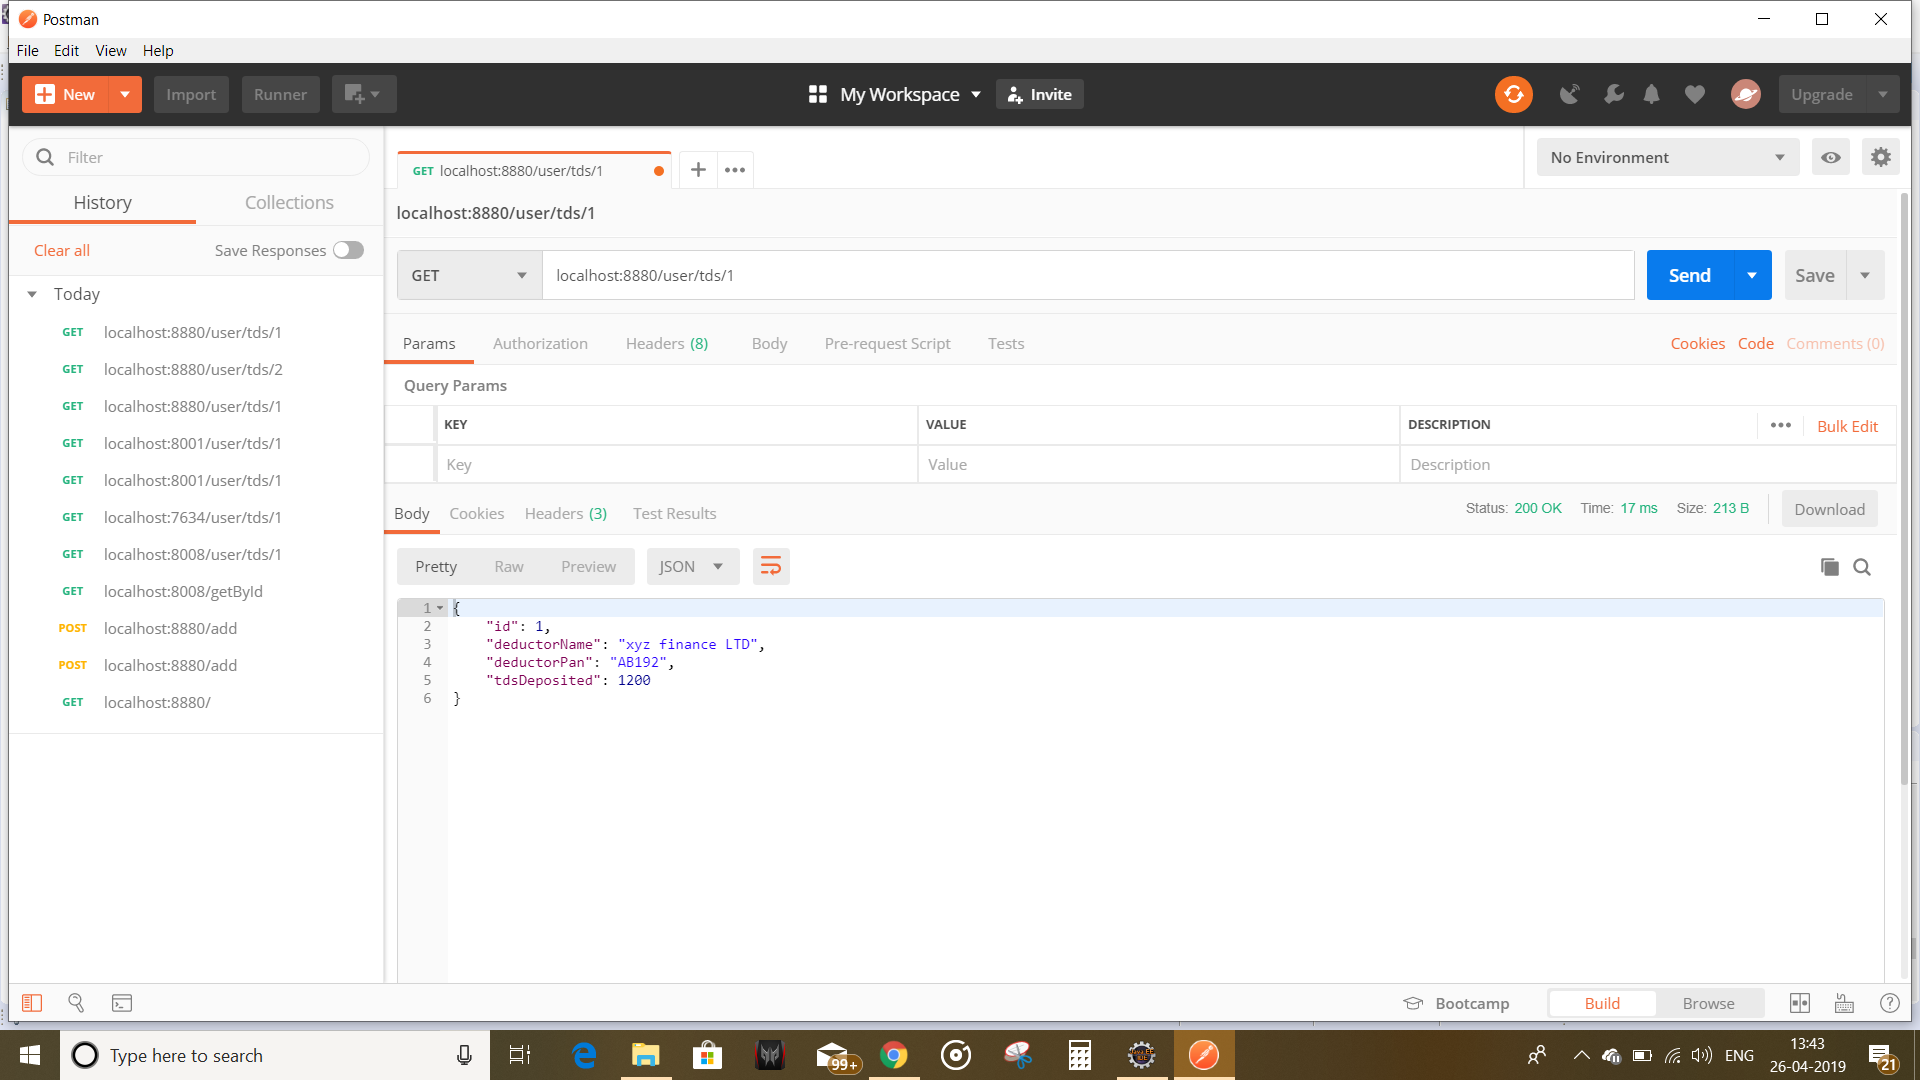 Postman
File Edit View Help
New Import Runner My Workspace Invite Upgrade
Filter
History Collections
Clear all Save Responses
Today
GET localhost:8880/user/tds/1
GET localhost:8880/user/tds/2
GET localhost:8880/user/tds/1
GET localhost:8001/user/tds/1
GET localhost:8001/user/tds/1
GET localhost:7634/user/tds/1
GET localhost:8008/user/tds/1
GET localhost:8008/getById
POST localhost:8880/add
POST localhost:8880/add
GET localhost:8880/
GET localhost:8880/user/tds/1
No Environment
localhost:8880/user/tds/1
GET localhost:8880/user/tds/1 Send Save
Params Authorization Headers (8) Body Pre-request Script Tests Cookies Code Comments (0)
Query Params
KEY VALUE DESCRIPTION Bulk Edit
Key Value Description
Body Cookies Headers (3) Test Results Status: 200 OK Time: 17 ms Size: 213 B Download
Pretty Raw Preview JSON
1 {
2 "id": 1,
3 "deductorName": "xyz finance LTD",
4 "deductorPan": "AB192",
5 "tdsDeposited": 1200
6 }
Bootcamp Build Browse
Type here to search 99+ ENG 13:43
26-04-2019 21